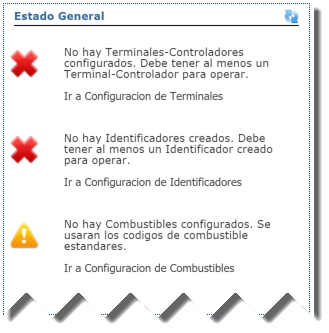 Estado General
No hay Terminales-Controladores
configurados. Debe tener al menos un
Terminal-Controlador para operar.
Ir a Configuracion de Terminales
No hay Identificadores creados. Debe
tener al menos un Identificador creado
para operar.
Ir a Configuracion de Identificadores
No hay Combustibles configurados. Se
usaran los codigos de combustible
estandares.
Ir a Configuracion de Combustibles